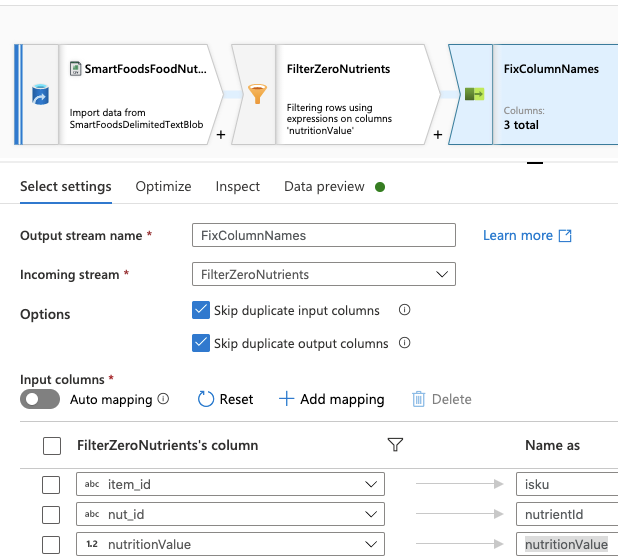 SmartFoodsFoodNut...
Import data from
SmartFoodsDelimitedTextBlob
+
FilterZeroNutrients
Filtering rows using
expressions on columns
'nutritionValue'
+
FixColumnNames
Columns:
3 total
Select settings Optimize Inspect Data preview
Output stream name * FixColumnNames Learn more
Incoming stream * FilterZeroNutrients
Options Skip duplicate input columns
Skip duplicate output columns
Input columns *
Auto mapping Reset + Add mapping Delete
FilterZeroNutrients's column Name as
abc item_id isku
abc nut_id nutrientId
1.2 nutritionValue nutritionValue